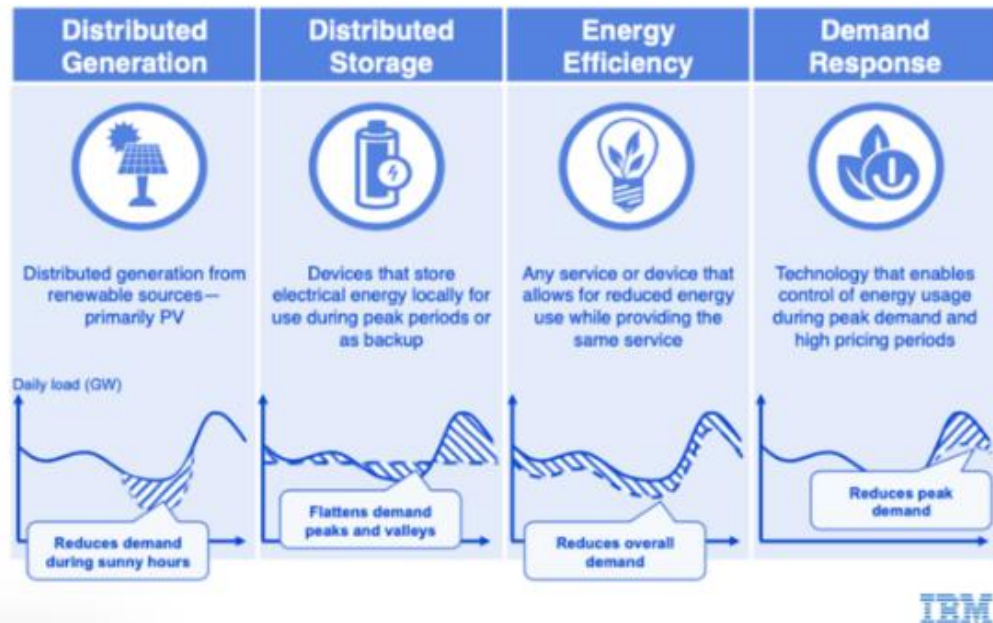 Distributed
Generation
Distributed generation from
renewable sources—
primarily PV
Daily load (GW)
Reduces demand
during sunny hours
Distributed
Storage
Devices that store
electrical energy locally for
use during peak periods or
as backup
Flattens demand
peaks and valleys
Energy
Efficiency
Any service or device that
allows for reduced energy
use while providing the
same service
Reduces overall
demand
Demand
Response
Technology that enables
control of energy usage
during peak demand and
high pricing periods
Reduces peak
demand
IBM